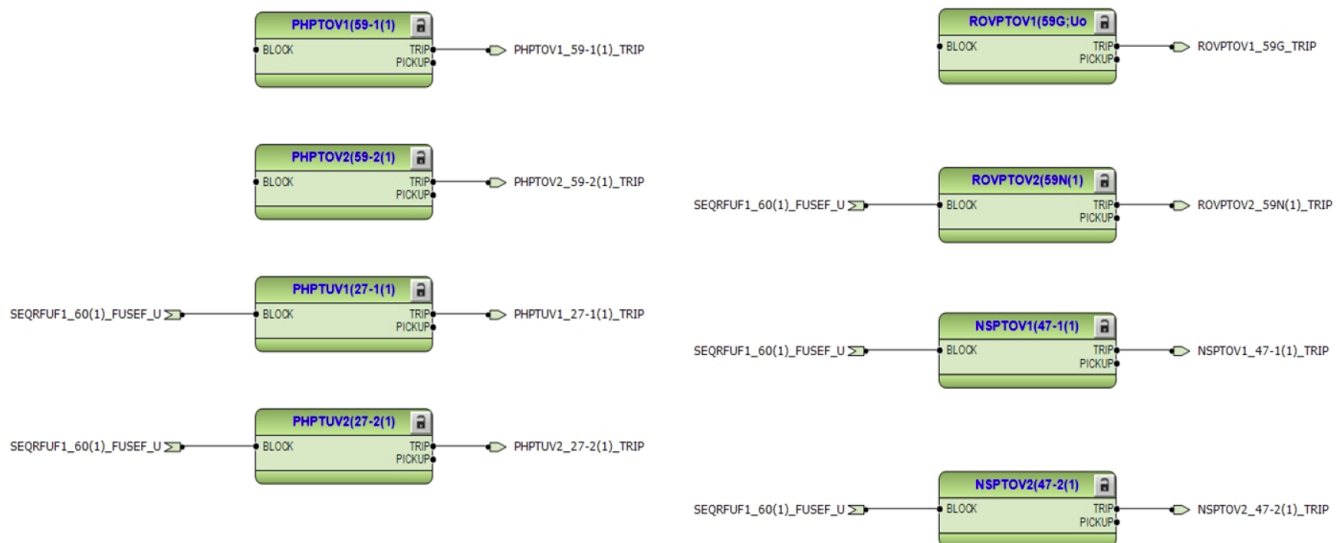 PHPTOV1(59-1(1)
BLOCK
TRIP
PICKUP
PHPTOV1_59-1(1)_TRIP
PHPTOV2(59-2(1)
BLOCK
TRIP
PICKUP
PHPTOV2_59-2(1)_TRIP
SEQRFUF1_60(1)_FUSEF_U
PHPTUV1(27-1(1)
BLOCK
TRIP
PICKUP
PHPTUV1_27-1(1)_TRIP
SEQRFUF1_60(1)_FUSEF_U
PHPTUV2(27-2(1)
BLOCK
TRIP
PICKUP
PHPTUV2_27-2(1)_TRIP
ROVPTOV1(59G;Uo
BLOCK
TRIP
PICKUP
ROVPTOV1_59G_TRIP
SEQRFUF1_60(1)_FUSEF_U
ROVPTOV2(59N(1)
BLOCK
TRIP
PICKUP
ROVPTOV2_59N(1)_TRIP
SEQRFUF1_60(1)_FUSEF_U
NSPTOV1(47-1(1)
BLOCK
TRIP
PICKUP
NSPTOV1_47-1(1)_TRIP
SEQRFUF1_60(1)_FUSEF_U
NSPTOV2(47-2(1)
BLOCK
TRIP
PICKUP
NSPTOV2_47-2(1)_TRIP